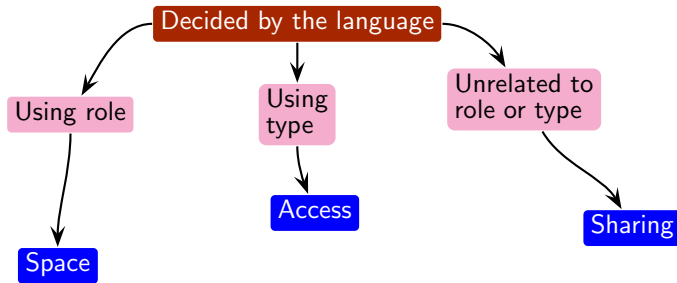 Decided by the language
Using role
Using
type
Unrelated to
role or type
Space
Access
Sharing